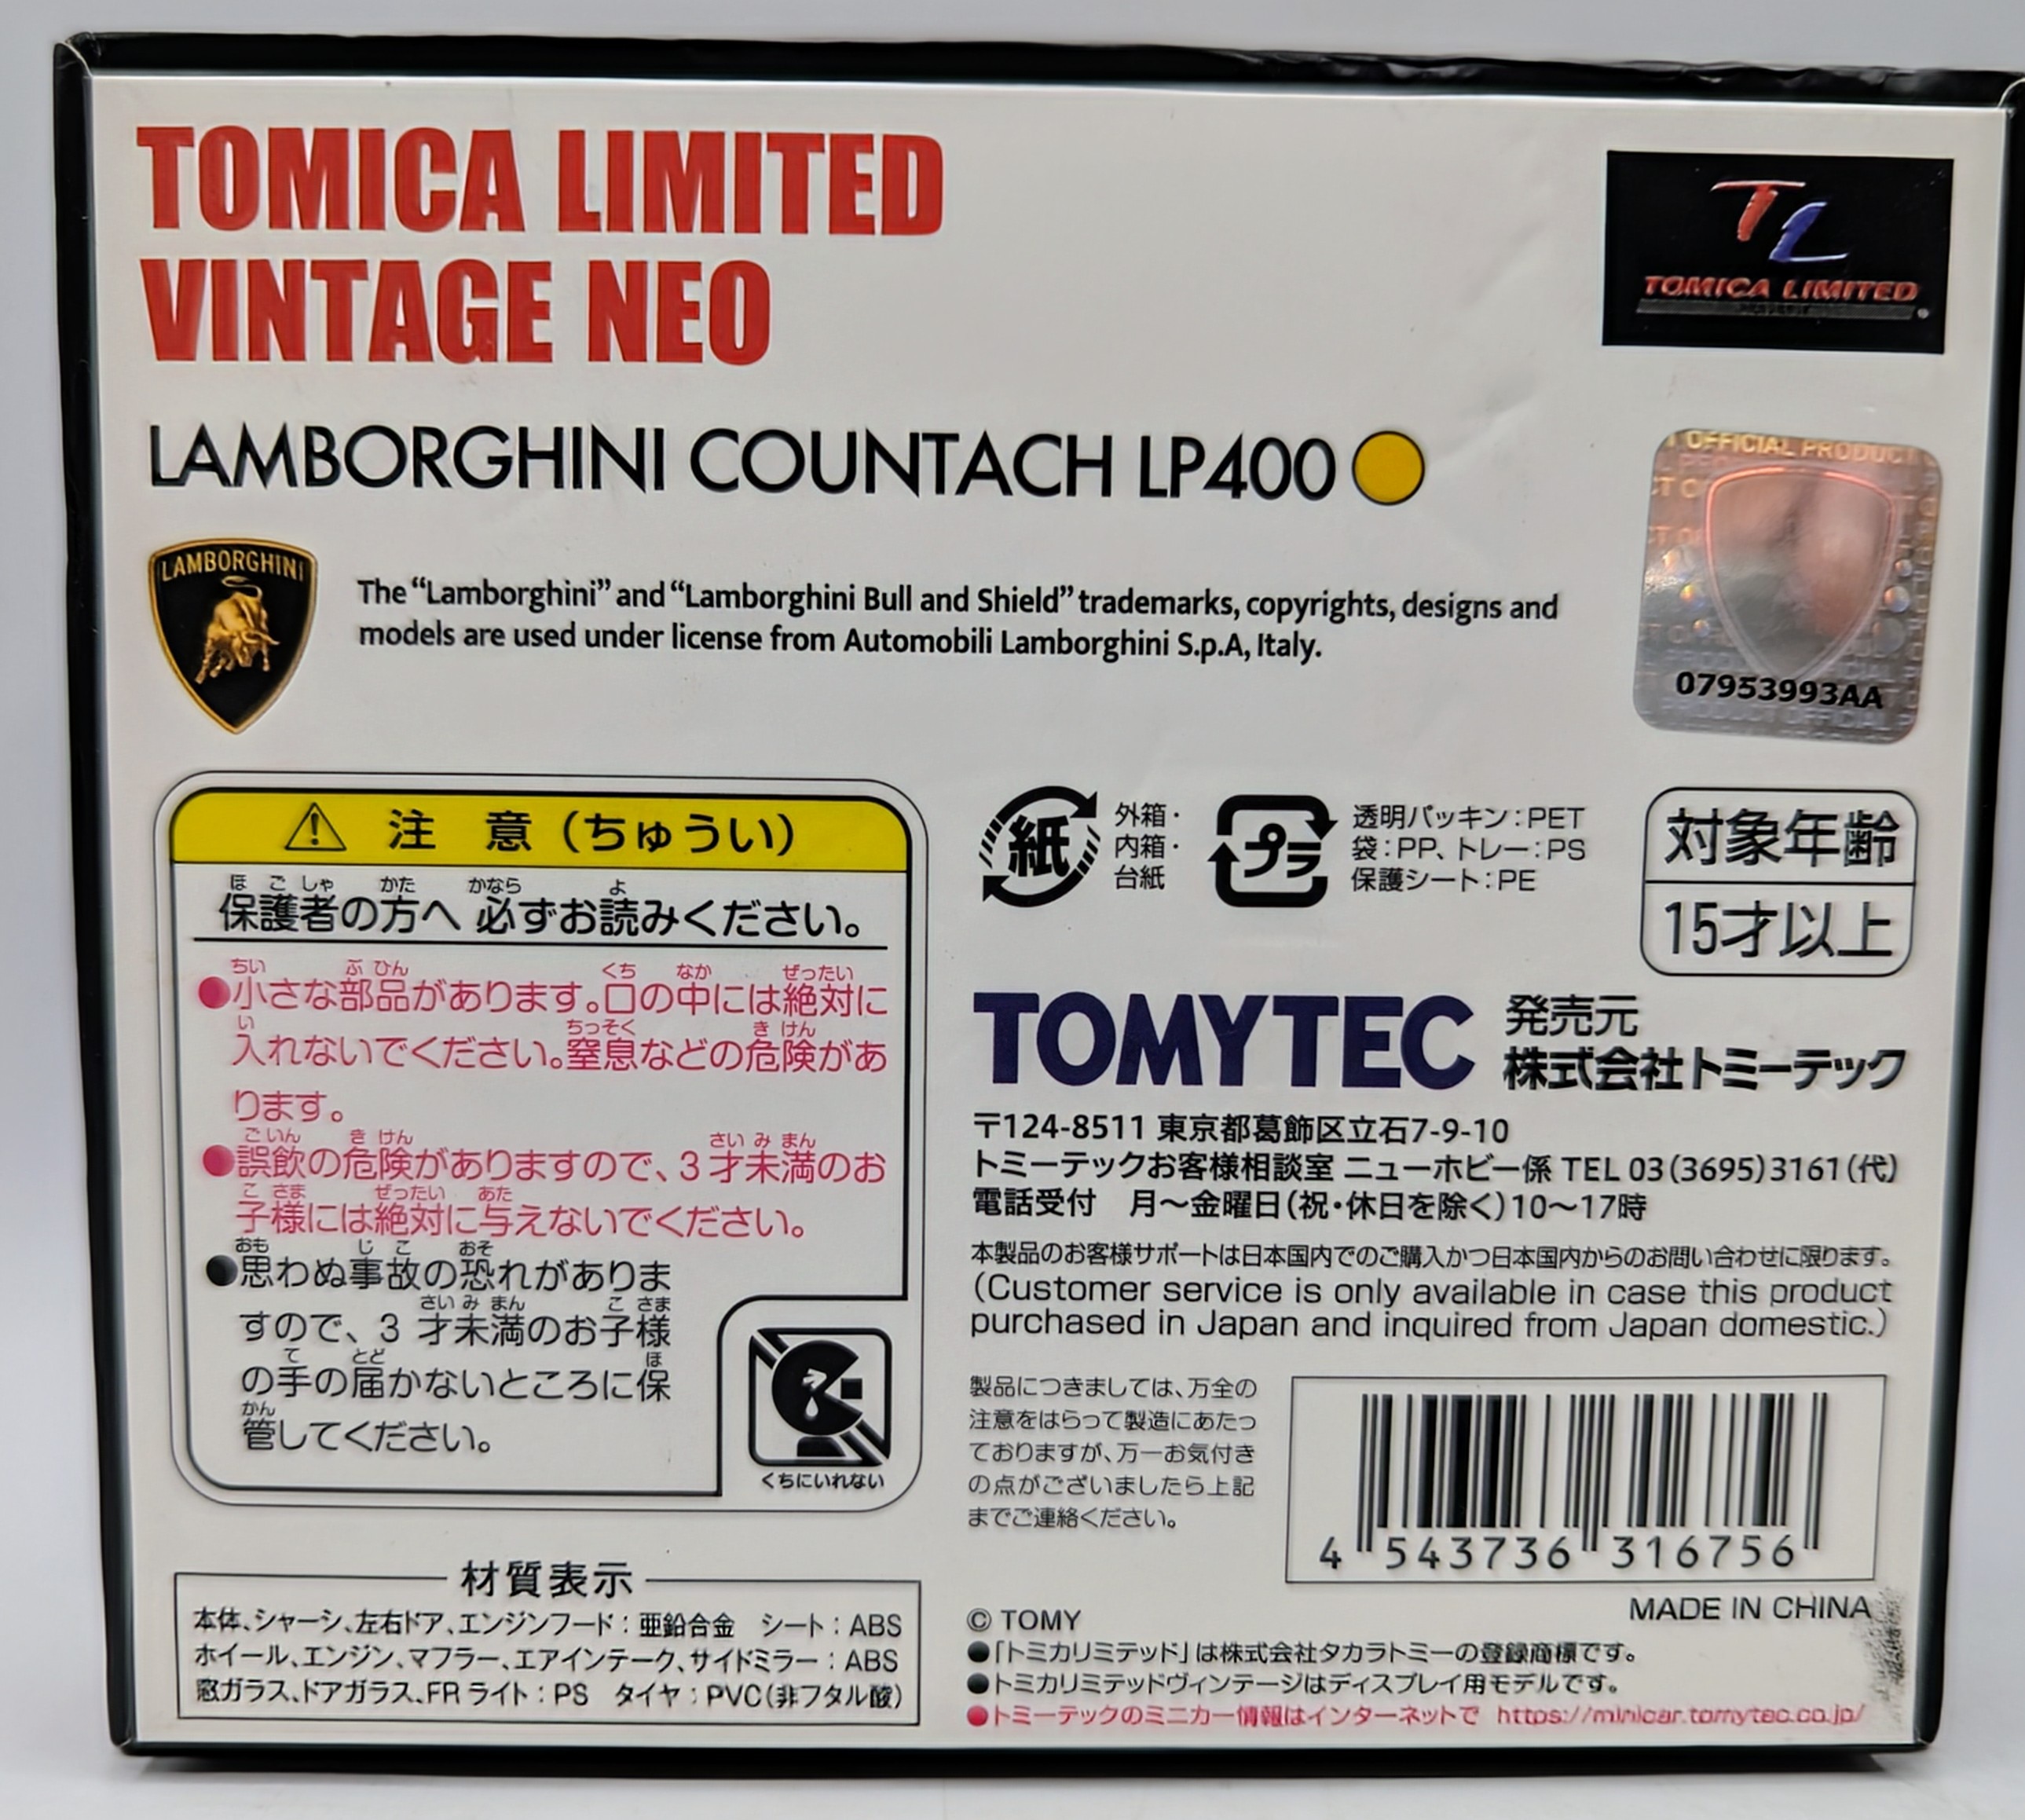 TOMICA LIMITED
VINTAGE NEO
TL
TOMICA LIMITED
LAMBORGHINI COUNTACH LP400
LAMBORGHINI
The “Lamborghini” and “Lamborghini Bull and Shield” trademarks, copyrights, designs and
models are used under license from Automobili Lamborghini S.p.A, Italy.
OFFICIAL PRODUCT
07953993AA
注 意（ちゅうい）
保護者の方へ 必ずお読みください。
●小さな部品があります。口の中には絶対に
入れないでください。窒息などの危険があ
ります。
●誤飲の危険がありますので、3才未満のお
子様には絶対に与えないでください。
●思わぬ事故の恐れがありま
すので、3才未満のお子様
の手の届かないところに保
管してください。
くちにいれない
材質表示
本体、シャーシ、左右ドア、エンジンフード：亜鉛合金 シート：ABS
ホイール、エンジン、マフラー、エアインテーク、サイドミラー：ABS
窓ガラス、ドアガラス、FRライト：PS タイヤ：PVC（非フタル酸）
紙
外箱・
内箱・
台紙
プラ
透明パッキン：PET
袋：PP、トレー：PS
保護シート：PE
対象年齢
15才以上
TOMYTEC
発売元
株式会社トミーテック
〒124-8511 東京都葛飾区立石7-9-10
トミーテックお客様相談室 ニューホビー係 TEL 03（3695）3161（代）
電話受付 月～金曜日（祝・休日を除く）10～17時
本製品のお客様サポートは日本国内でのご購入かつ日本国内からのお問い合わせに限ります。
（Customer service is only available in case this product
purchased in Japan and inquired from Japan domestic.）
製品につきましては、万全の
注意をはらって製造にあたっ
ておりますが、万一お気付き
の点がございましたら上記
までご連絡ください。
4 543736 316756
MADE IN CHINA
© TOMY
●「トミカリミテッド」は株式会社タカラトミーの登録商標です。
●トミカリミテッドヴィンテージはディスプレイ用モデルです。
●トミーテックのミニカー情報はインターネットで https://minicar.tomytec.co.jp/